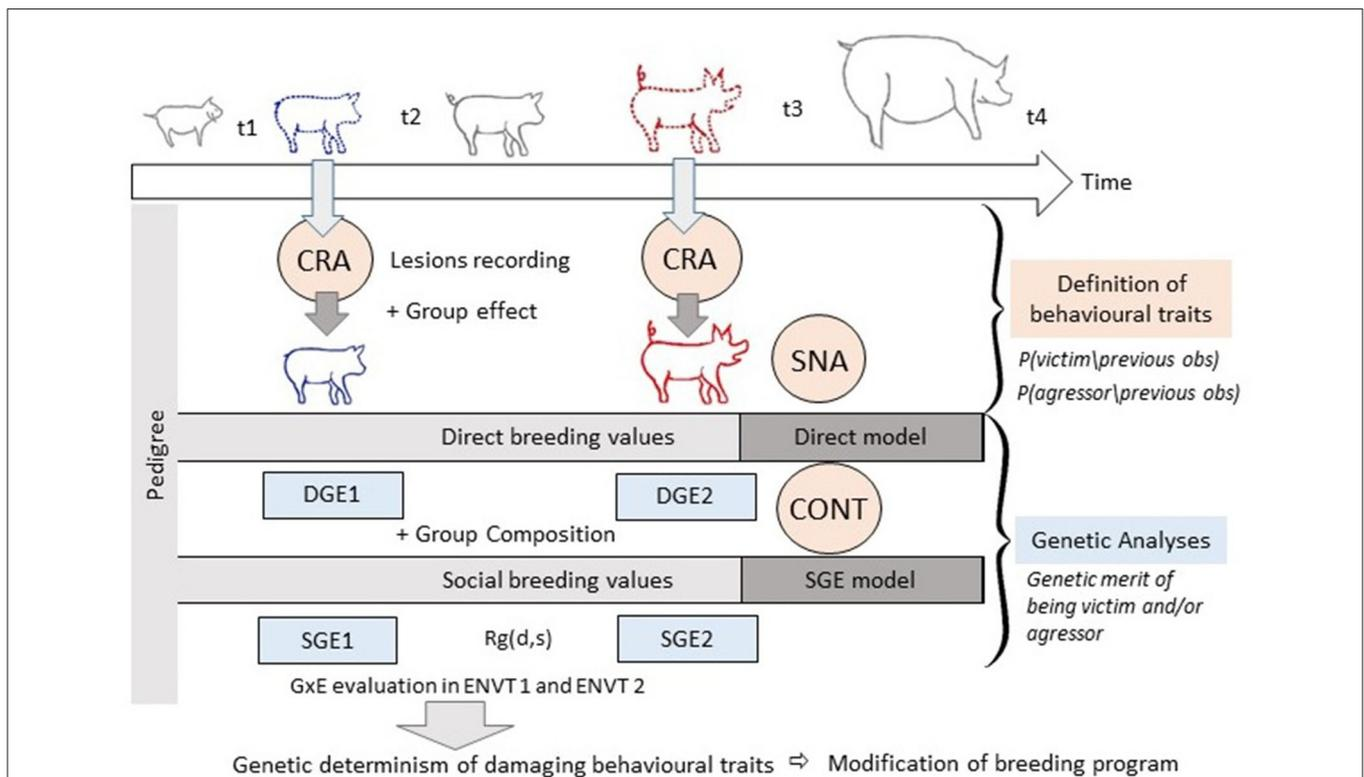 t1
t2
t3
t4
Time
CRA
Lesions recording
+ Group effect
CRA
SNA
Definition of
behavioural traits
P(victim\previous obs)
P(agressor\previous obs)
Pedigree
Direct breeding values
Direct model
DGE1
DGE2
CONT
+ Group Composition
Social breeding values
SGE model
Genetic Analyses
Genetic merit of
being victim and/or
agressor
SGE1
Rg(d,s)
SGE2
GxE evaluation in ENVT 1 and ENVT 2
Genetic determinism of damaging behavioural traits ⇨ Modification of breeding program